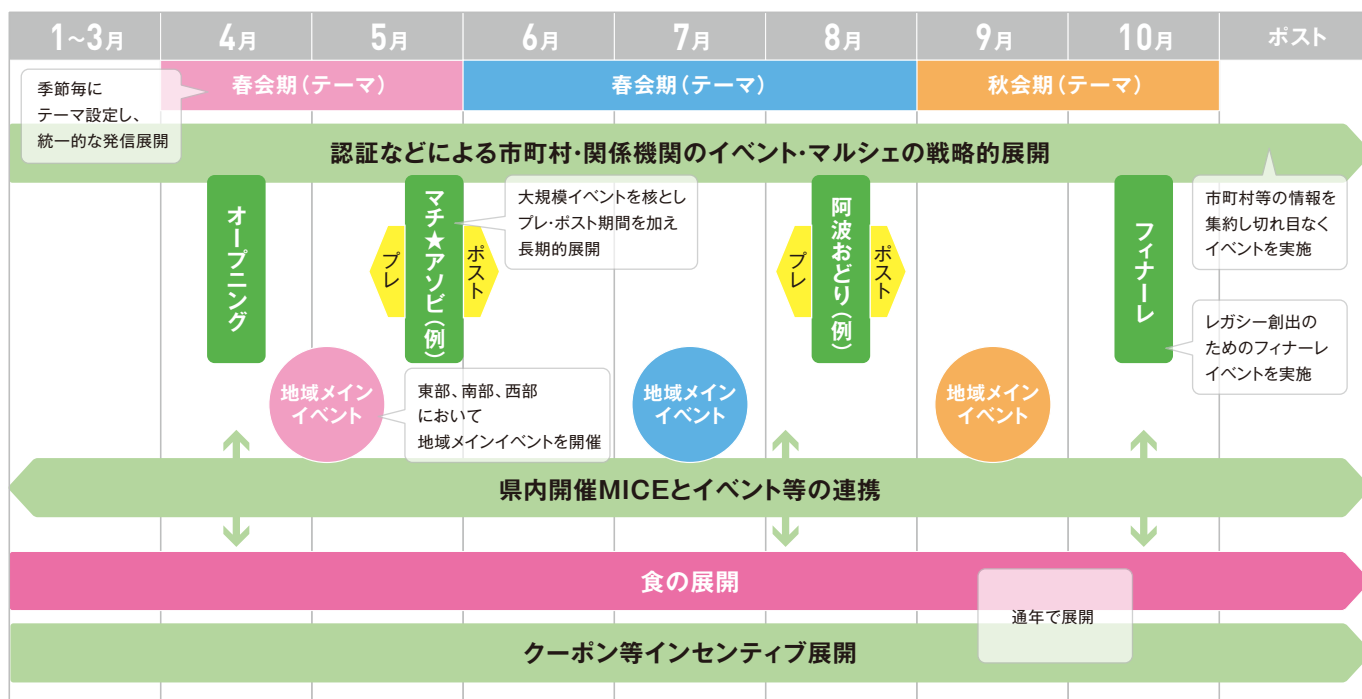 1〜3月
4月
5月
6月
7月
8月
9月
10月
ポスト
春会期（テーマ）
春会期（テーマ）
秋会期（テーマ）
季節毎に
テーマ設定し、
統一的な発信展開
認証などによる市町村・関係機関のイベント・マルシェの戦略的展開
オープニング
プレ
マチ★アソビ（例）
ポスト
大規模イベントを核とし
プレ・ポスト期間を加え
長期的展開
プレ
阿波おどり（例）
ポスト
フィナーレ
市町村等の情報を
集約し切れ目なく
イベントを実施
レガシー創出の
ためのフィナーレ
イベントを実施
地域メイン
イベント
東部、南部、西部
において
地域メインイベントを開催
地域メイン
イベント
地域メイン
イベント
県内開催MICEとイベント等の連携
食の展開
通年で展開
クーポン等インセンティブ展開